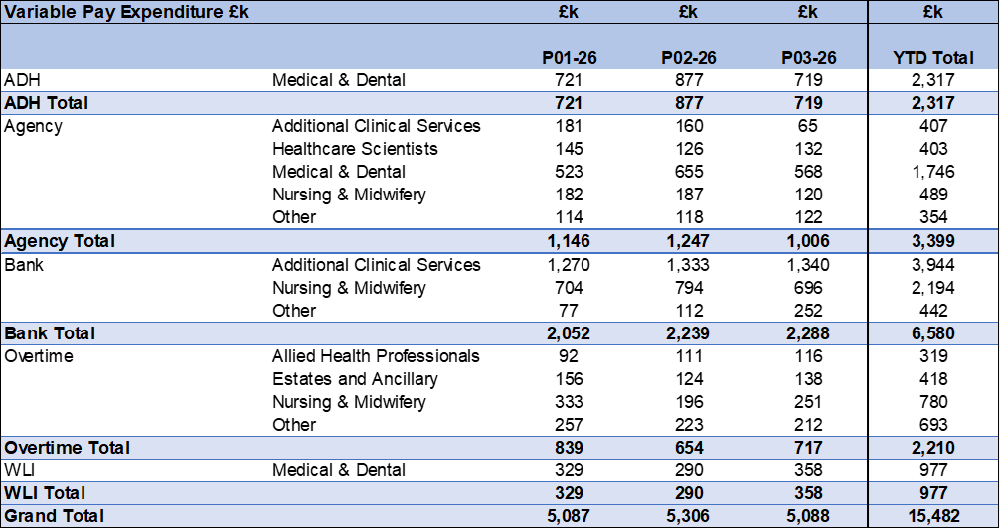 Variable Pay Expenditure £k £k £k £k £k
P01-26 P02-26 P03-26 YTD Total
ADH Medical & Dental 721 877 719 2,317
ADH Total 721 877 719 2,317
Agency Additional Clinical Services 181 160 65 407
Healthcare Scientists 145 126 132 403
Medical & Dental 523 655 568 1,746
Nursing & Midwifery 182 187 120 489
Other 114 118 122 354
Agency Total 1,146 1,247 1,006 3,399
Bank Additional Clinical Services 1,270 1,333 1,340 3,944
Nursing & Midwifery 704 794 696 2,194
Other 77 112 252 442
Bank Total 2,052 2,239 2,288 6,580
Overtime Allied Health Professionals 92 111 116 319
Estates and Ancillary 156 124 138 418
Nursing & Midwifery 333 196 251 780
Other 257 223 212 693
Overtime Total 839 654 717 2,210
WLI Medical & Dental 329 290 358 977
WLI Total 329 290 358 977
Grand Total 5,087 5,306 5,088 15,482